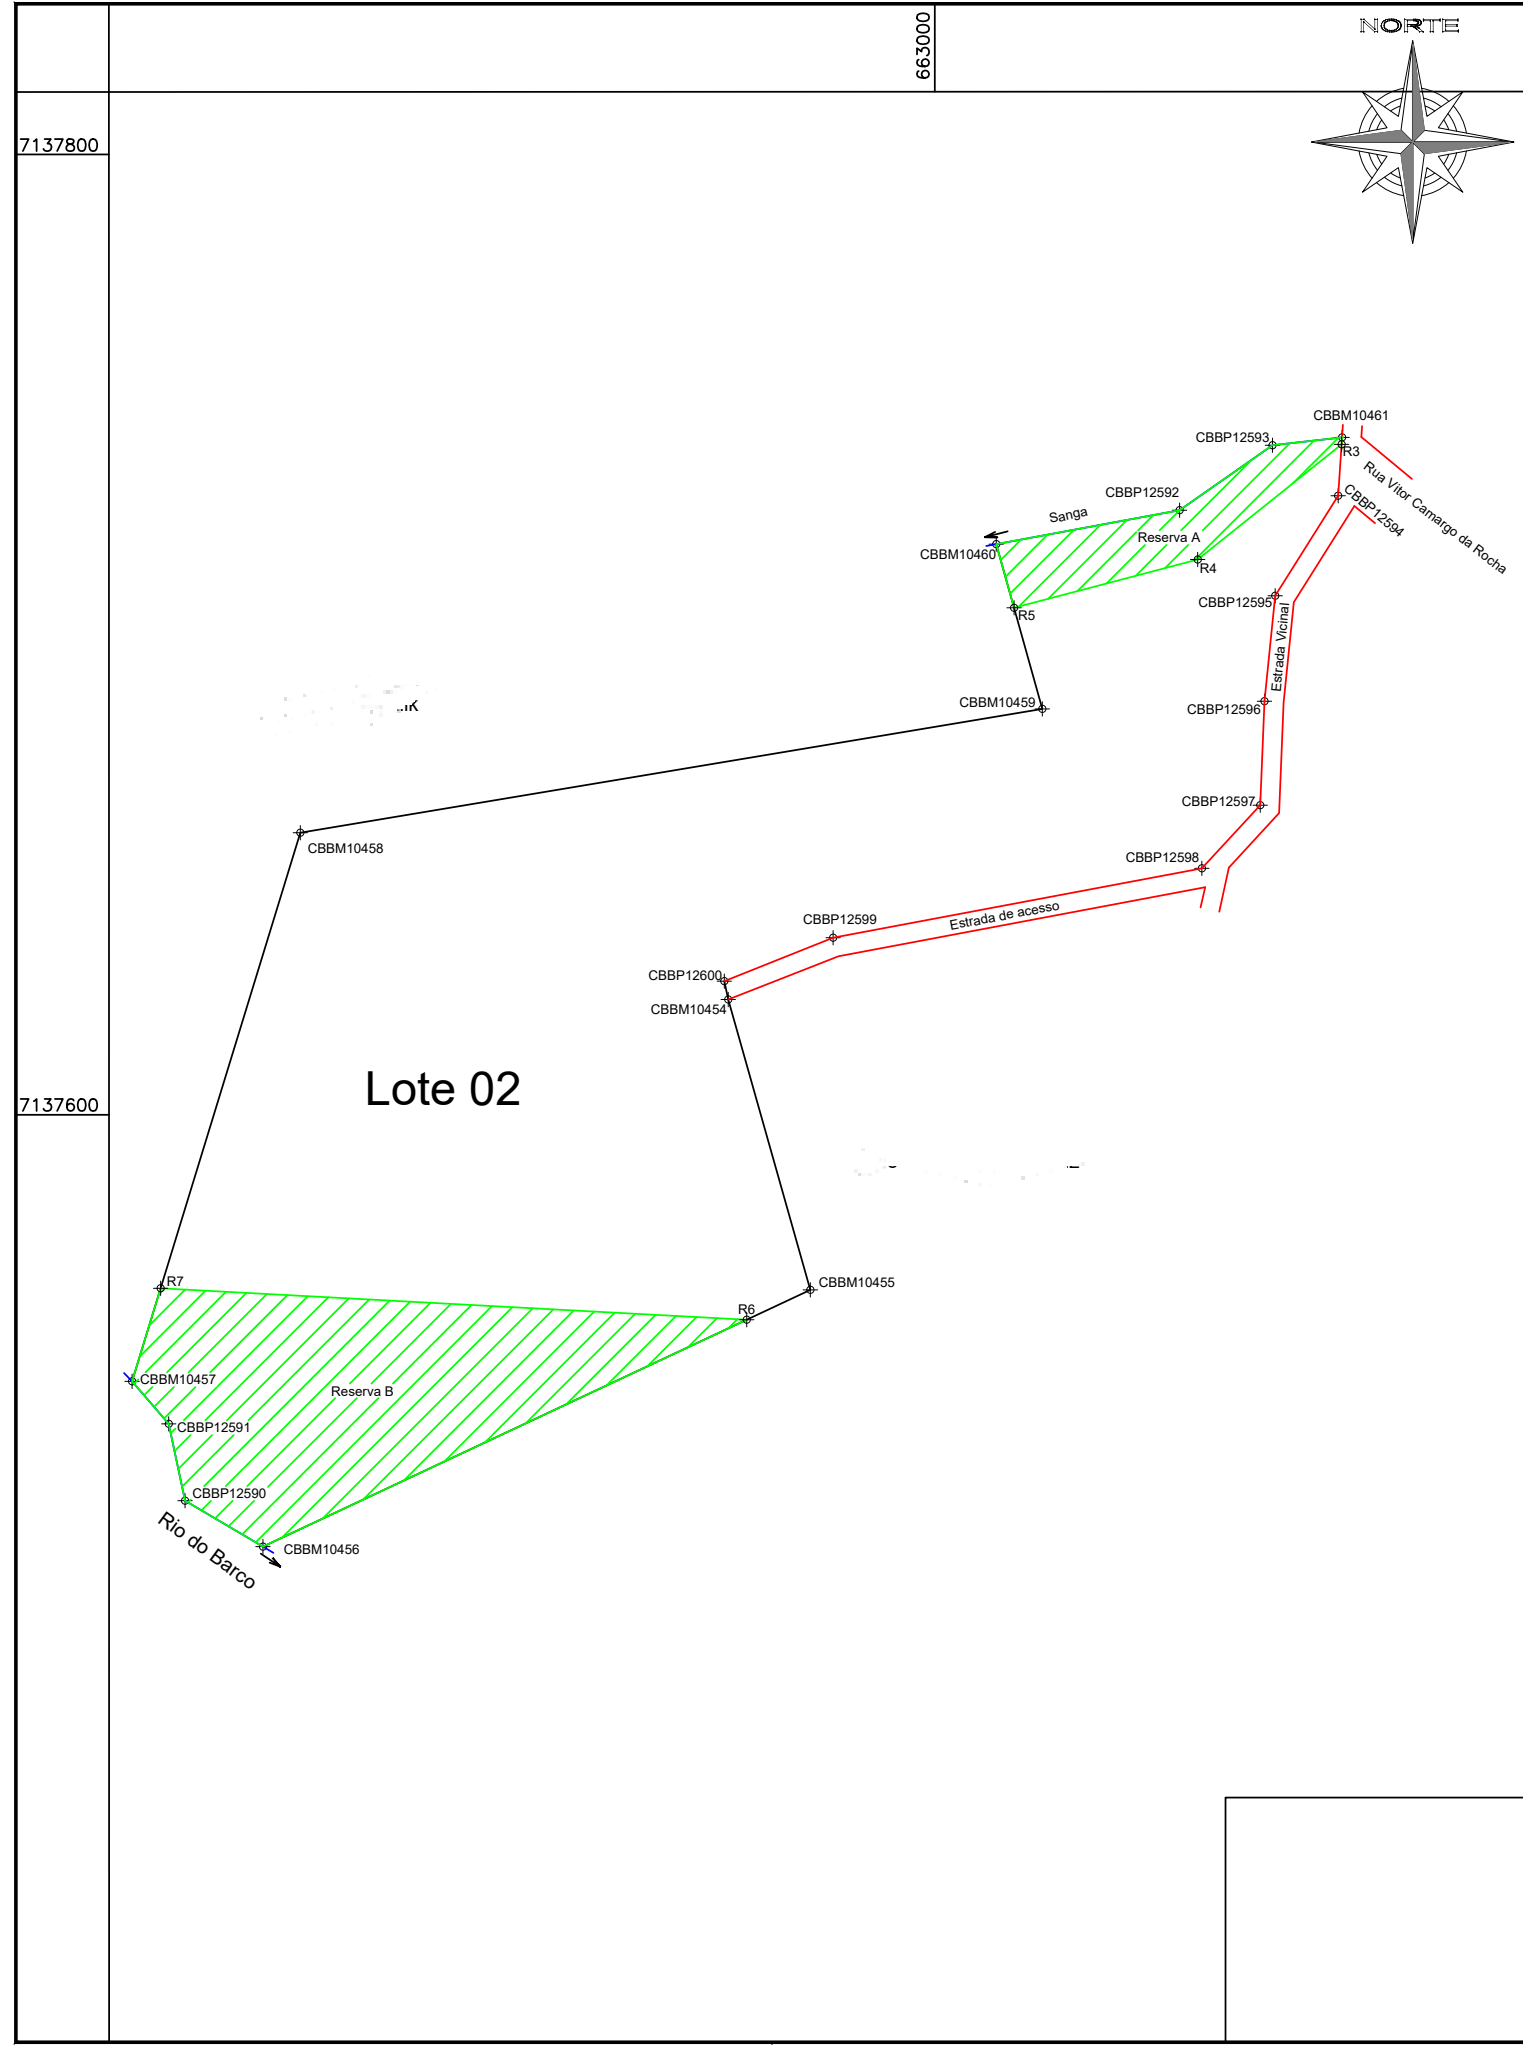 663000
NORTE
7137800
CBBM10461
CBBP12593
R3
Rua Vitor Camargo da Rocha
CBBP12592
CBBP12594
Sanga
Reserva A
CBBM10460
R4
CBBP12595
R5
Estrada Vicinal
CBBM10459
CBBP12596
CBBP12597
CBBM10458
CBBP12598
Estrada de acesso
CBBP12599
CBBP12600
CBBM10454
Lote 02
7137600
R7
CBBM10455
R6
CBBM10457
Reserva B
CBBP12591
CBBP12590
Rio do Barco
CBBM10456